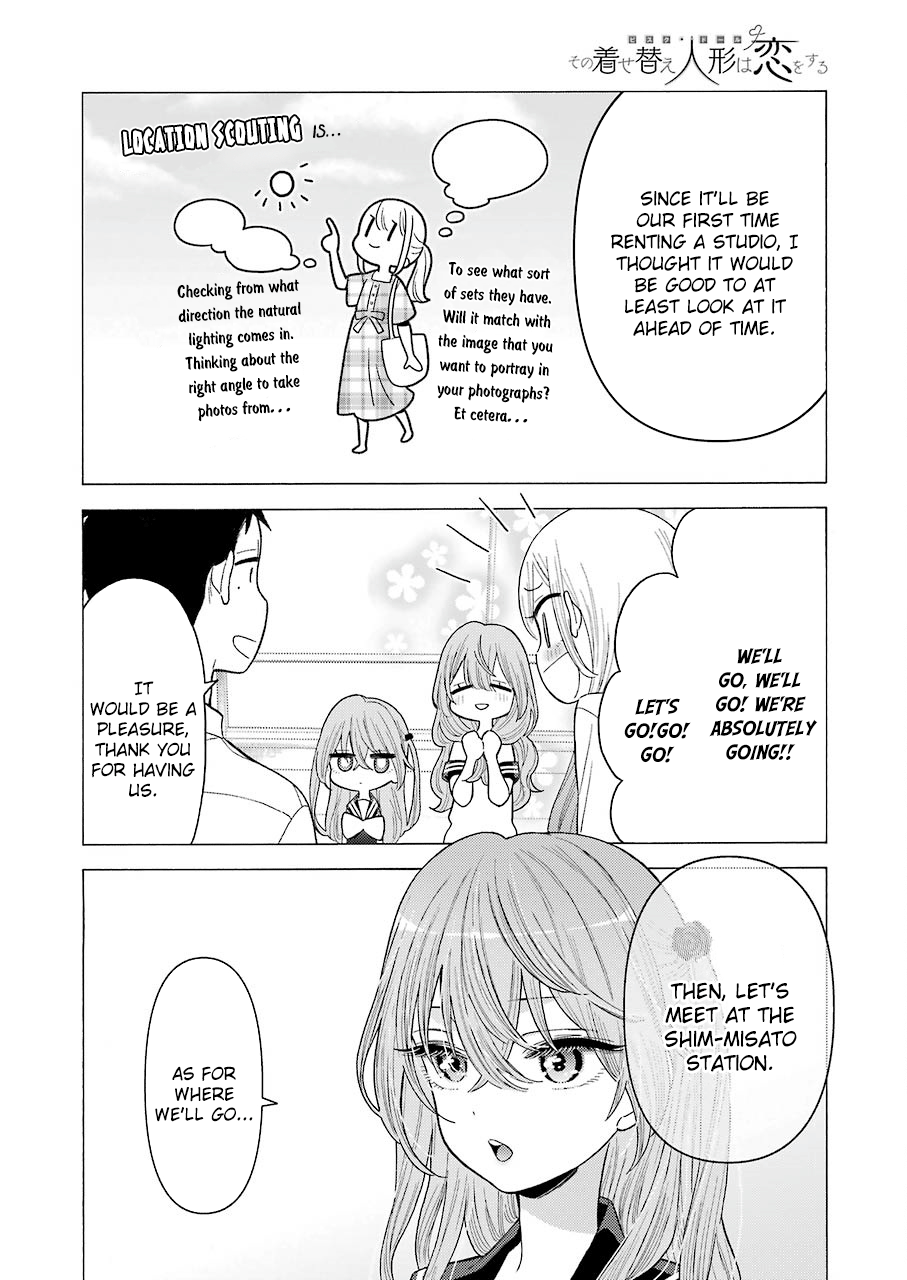 ビスク・ドール
その着せ替え人形は恋をする
LOCATION SCOUTING IS...
SINCE IT'LL BE
OUR FIRST TIME
RENTING A STUDIO, I
THOUGHT IT WOULD
BE GOOD TO AT
LEAST LOOK AT IT
AHEAD OF TIME.
To see what sort
of sets they have.
Will it match with
the image that you
want to portray in
your photographs?
Et cetera...
Checking from what
direction the natural
lighting comes in.
Thinking about the
right angle to take
photos from...
WE'LL
GO, WE'LL
GO! WE'RE
ABSOLUTELY
GOING!!
LET'S
GO!GO!
GO!
IT
WOULD BE A
PLEASURE,
THANK YOU
FOR HAVING
US.
THEN, LET'S
MEET AT THE
SHIM-MISATO
STATION.
AS FOR
WHERE
WE'LL GO...